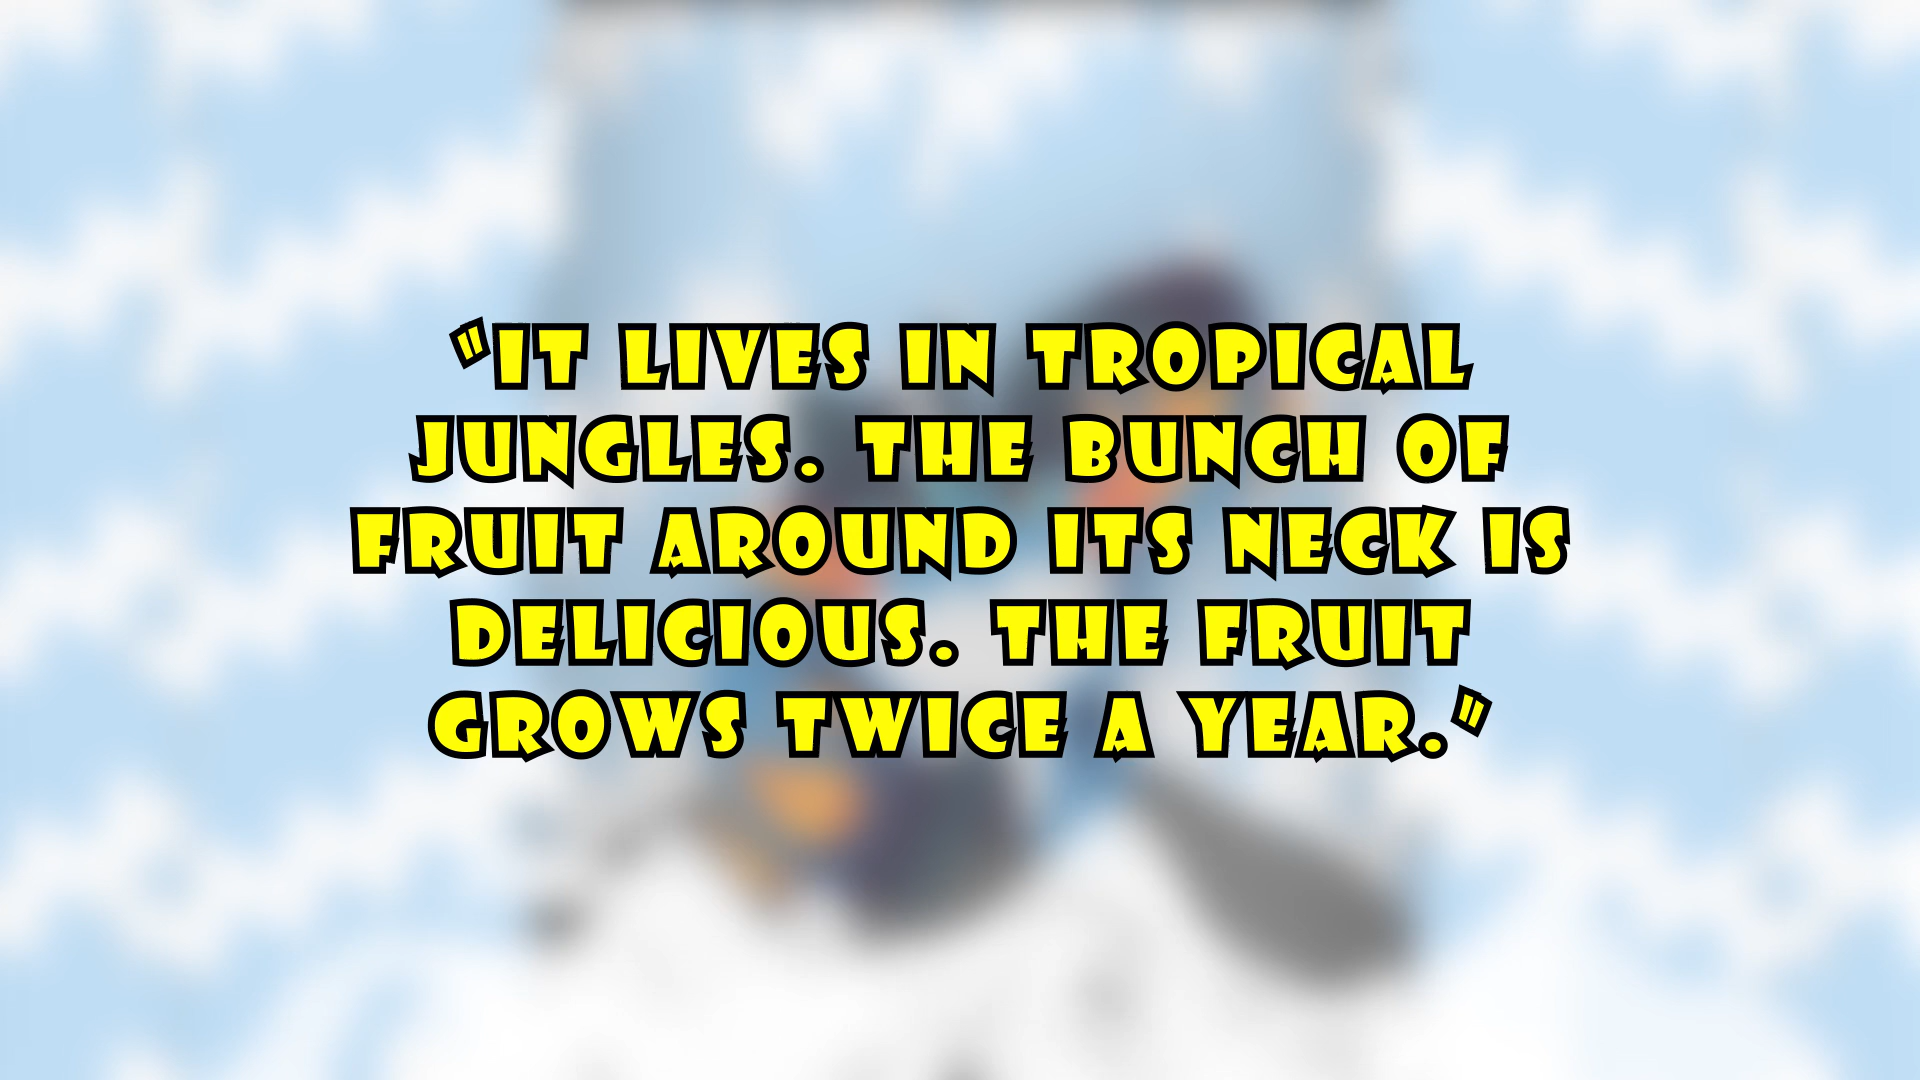 "IT LIVES IN TROPICAL
JUNGLES. THE BUNCH OF
FRUIT AROUND ITS NECK IS
DELICIOUS. THE FRUIT
GROWS TWICE A YEAR."